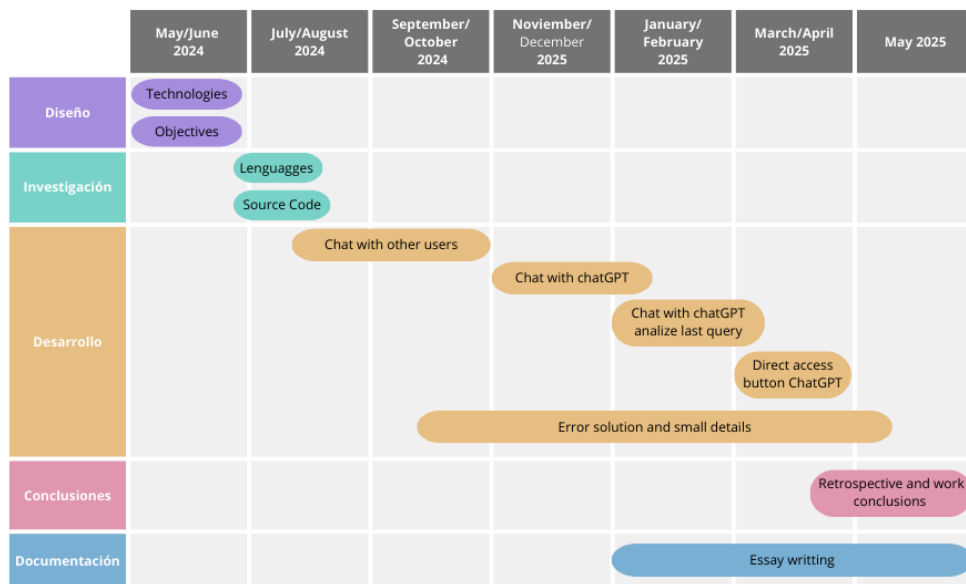 May/June
2024
July/August
2024
September/
October
2024
Noviember/
December
2025
January/
February
2025
March/April
2025
May 2025
Diseño
Technologies
Objectives
Investigación
Lenguagges
Source Code
Desarrollo
Chat with other users
Chat with chatGPT
Chat with chatGPT
analize last query
Direct access
button ChatGPT
Error solution and small details
Conclusiones
Retrospective and work
conclusions
Documentación
Essay writting